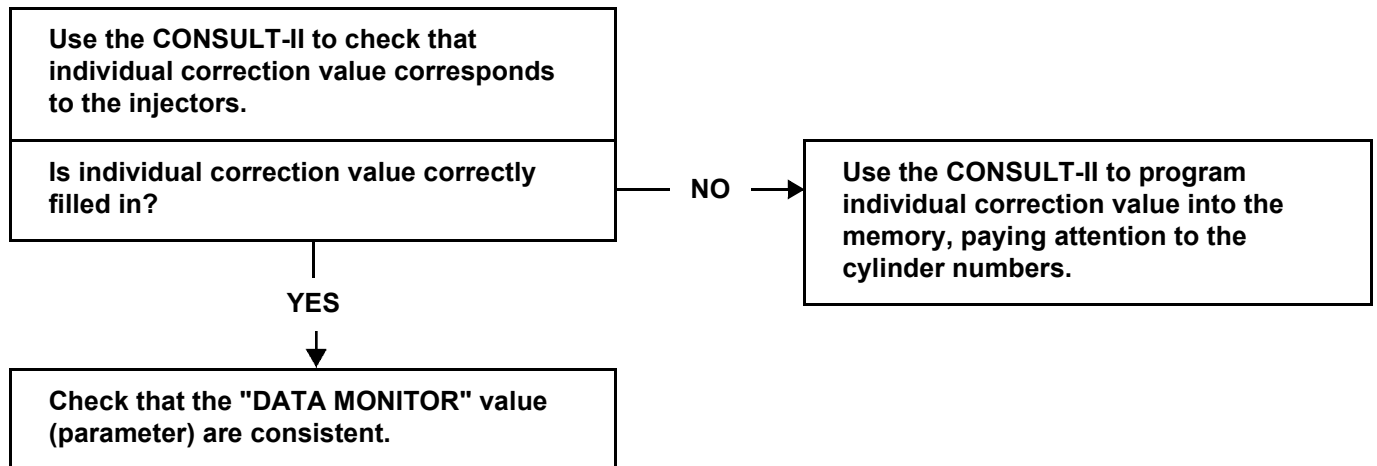 Use the CONSULT-II to check that
individual correction value corresponds
to the injectors.
Is individual correction value correctly
filled in?
NO
Use the CONSULT-II to program
individual correction value into the
memory, paying attention to the
cylinder numbers.
YES
Check that the "DATA MONITOR" value
(parameter) are consistent.